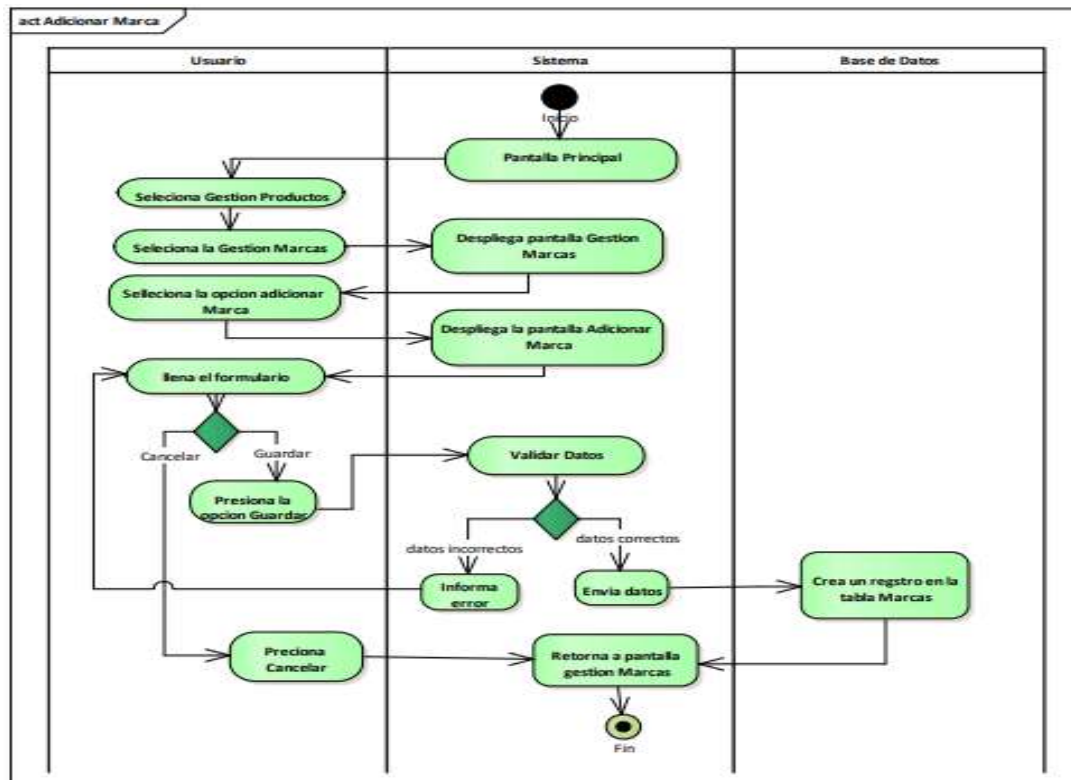 act Adicionar Marca
Usuario
Sistema
Base de Datos
Inicio
Pantalla Principal
Seleciona Gestion Productos
Seleciona la Gestion Marcas
Despliega pantalla Gestion
Marcas
Selleciona la opcion adicionar
Marca
Despliega la pantalla Adicionar
Marca
llena el formulario
Cancelar
Guardar
Validar Datos
Presiona la
opcion Guardas
datos incorrectos
datos correctos
Informa
error
Envia datos
Crea un regstro en la
tabla Marcas
Preciona
Cancelar
Retorna a pantalla
gestion Marcas
Fin